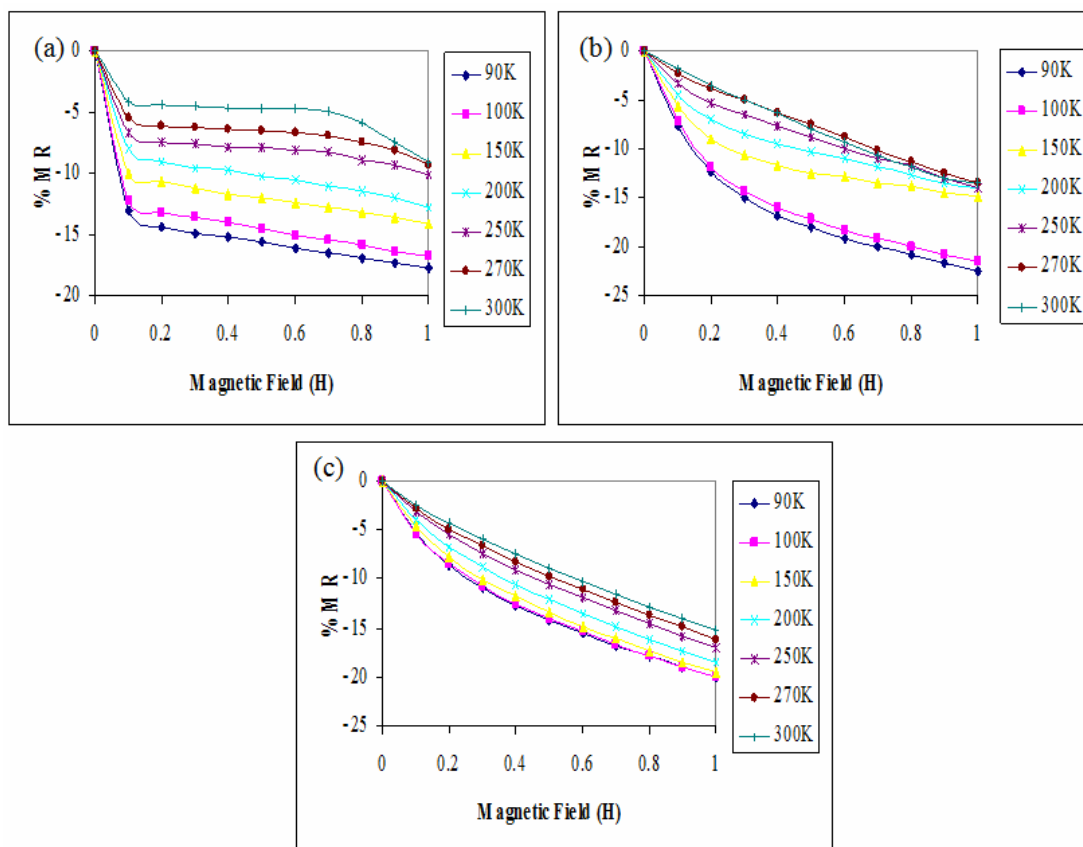 (a)
0
-5
-10
-15
-20
% M R
0 0.2 0.4 0.6 0.8 1
Magnetic Field (H)
90K
100K
150K
200K
250K
270K
300K
(b)
0
-5
-10
-15
-20
-25
% M R
0 0.2 0.4 0.6 0.8 1
Magnetic Field (H)
90K
100K
150K
200K
250K
270K
300K
(c)
0
-5
-10
-15
-20
-25
% M R
0 0.2 0.4 0.6 0.8 1
Magnetic Field (H)
90K
100K
150K
200K
250K
270K
300K